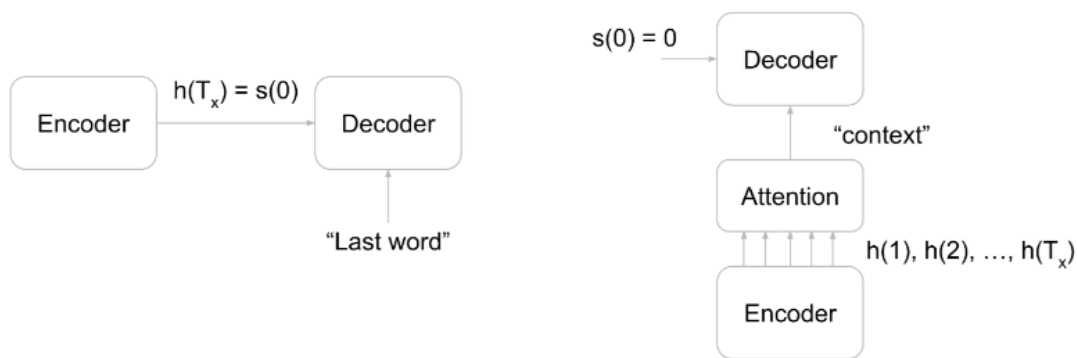 Encoder
h(Tₓ) = s(0)
Decoder
“Last word”
s(0) = 0
Decoder
“context”
Attention
h(1), h(2), …, h(Tₓ)
Encoder